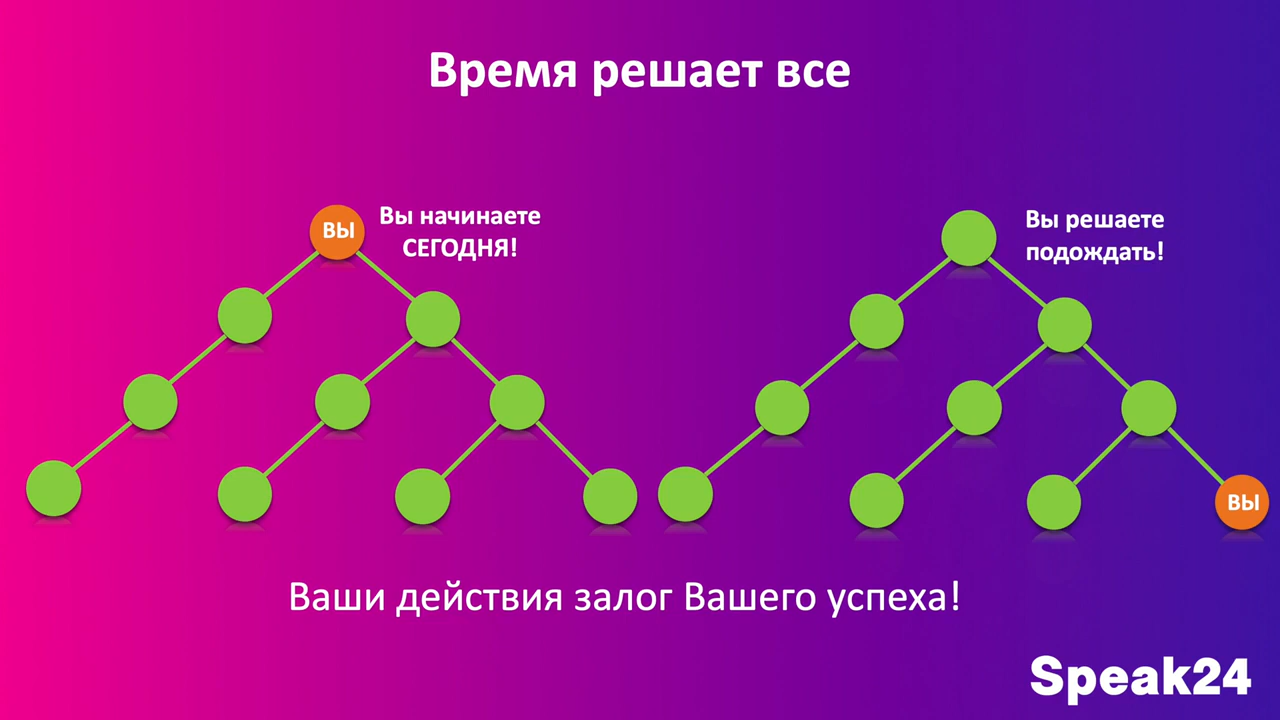 Время решает все
ВЫ
Вы начинаете
СЕГОДНЯ!
Вы решаете
подождать!
ВЫ
Ваши действия залог Вашего успеха!
Speak24